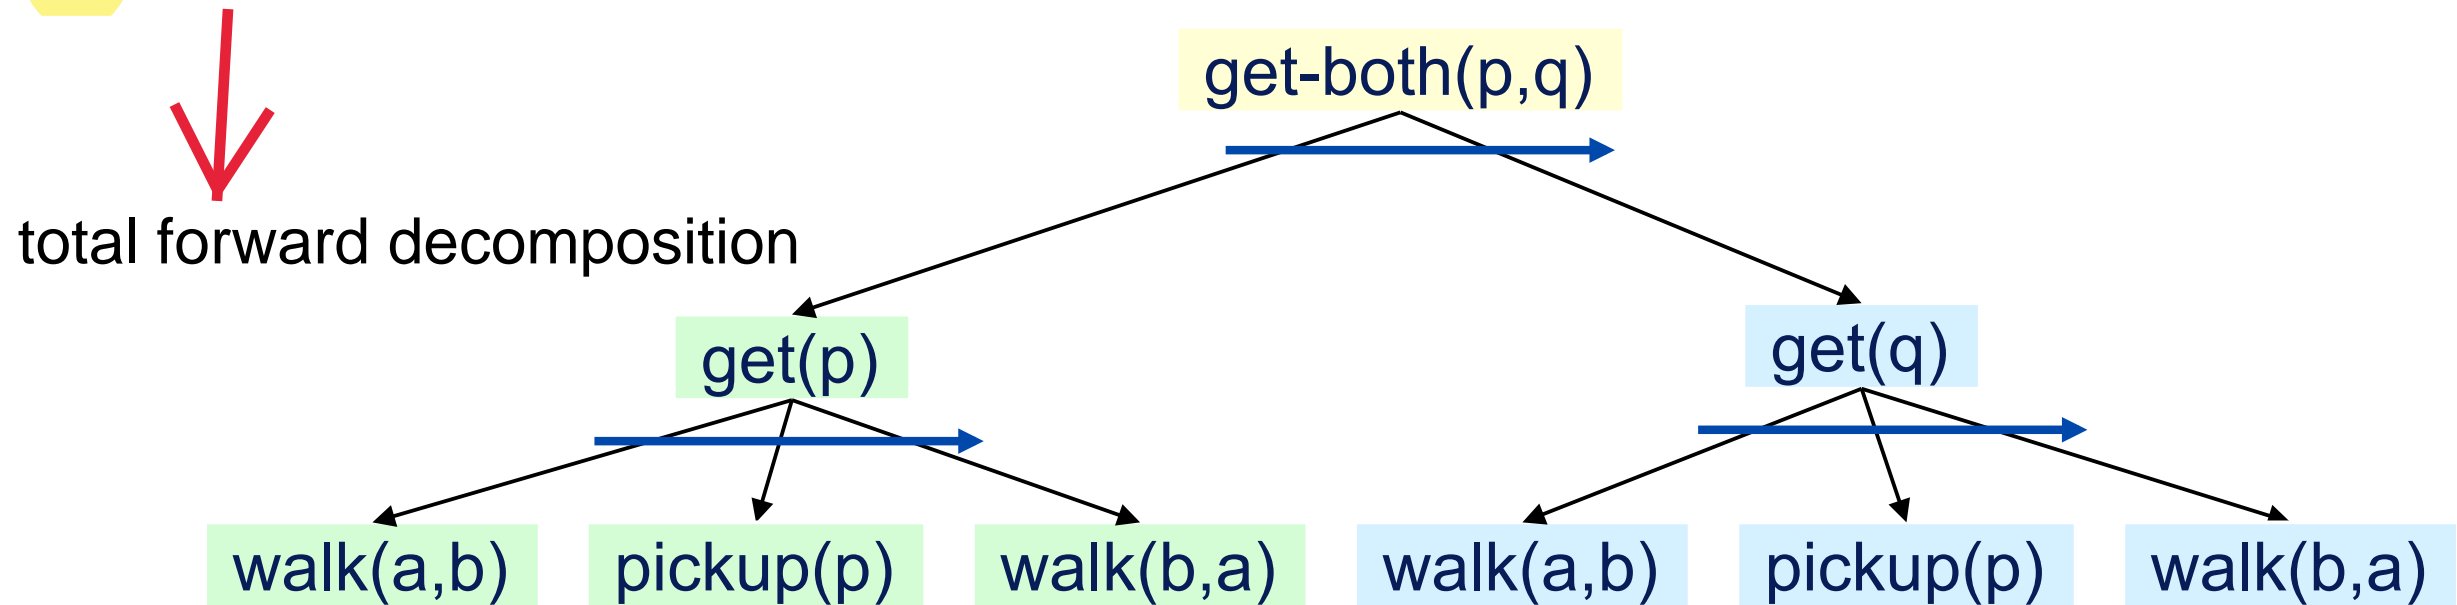 get-both(p,q)
total forward decomposition
get(p)
get(q)
walk(a,b)
pickup(p)
walk(b,a)
walk(a,b)
pickup(p)
walk(b,a)